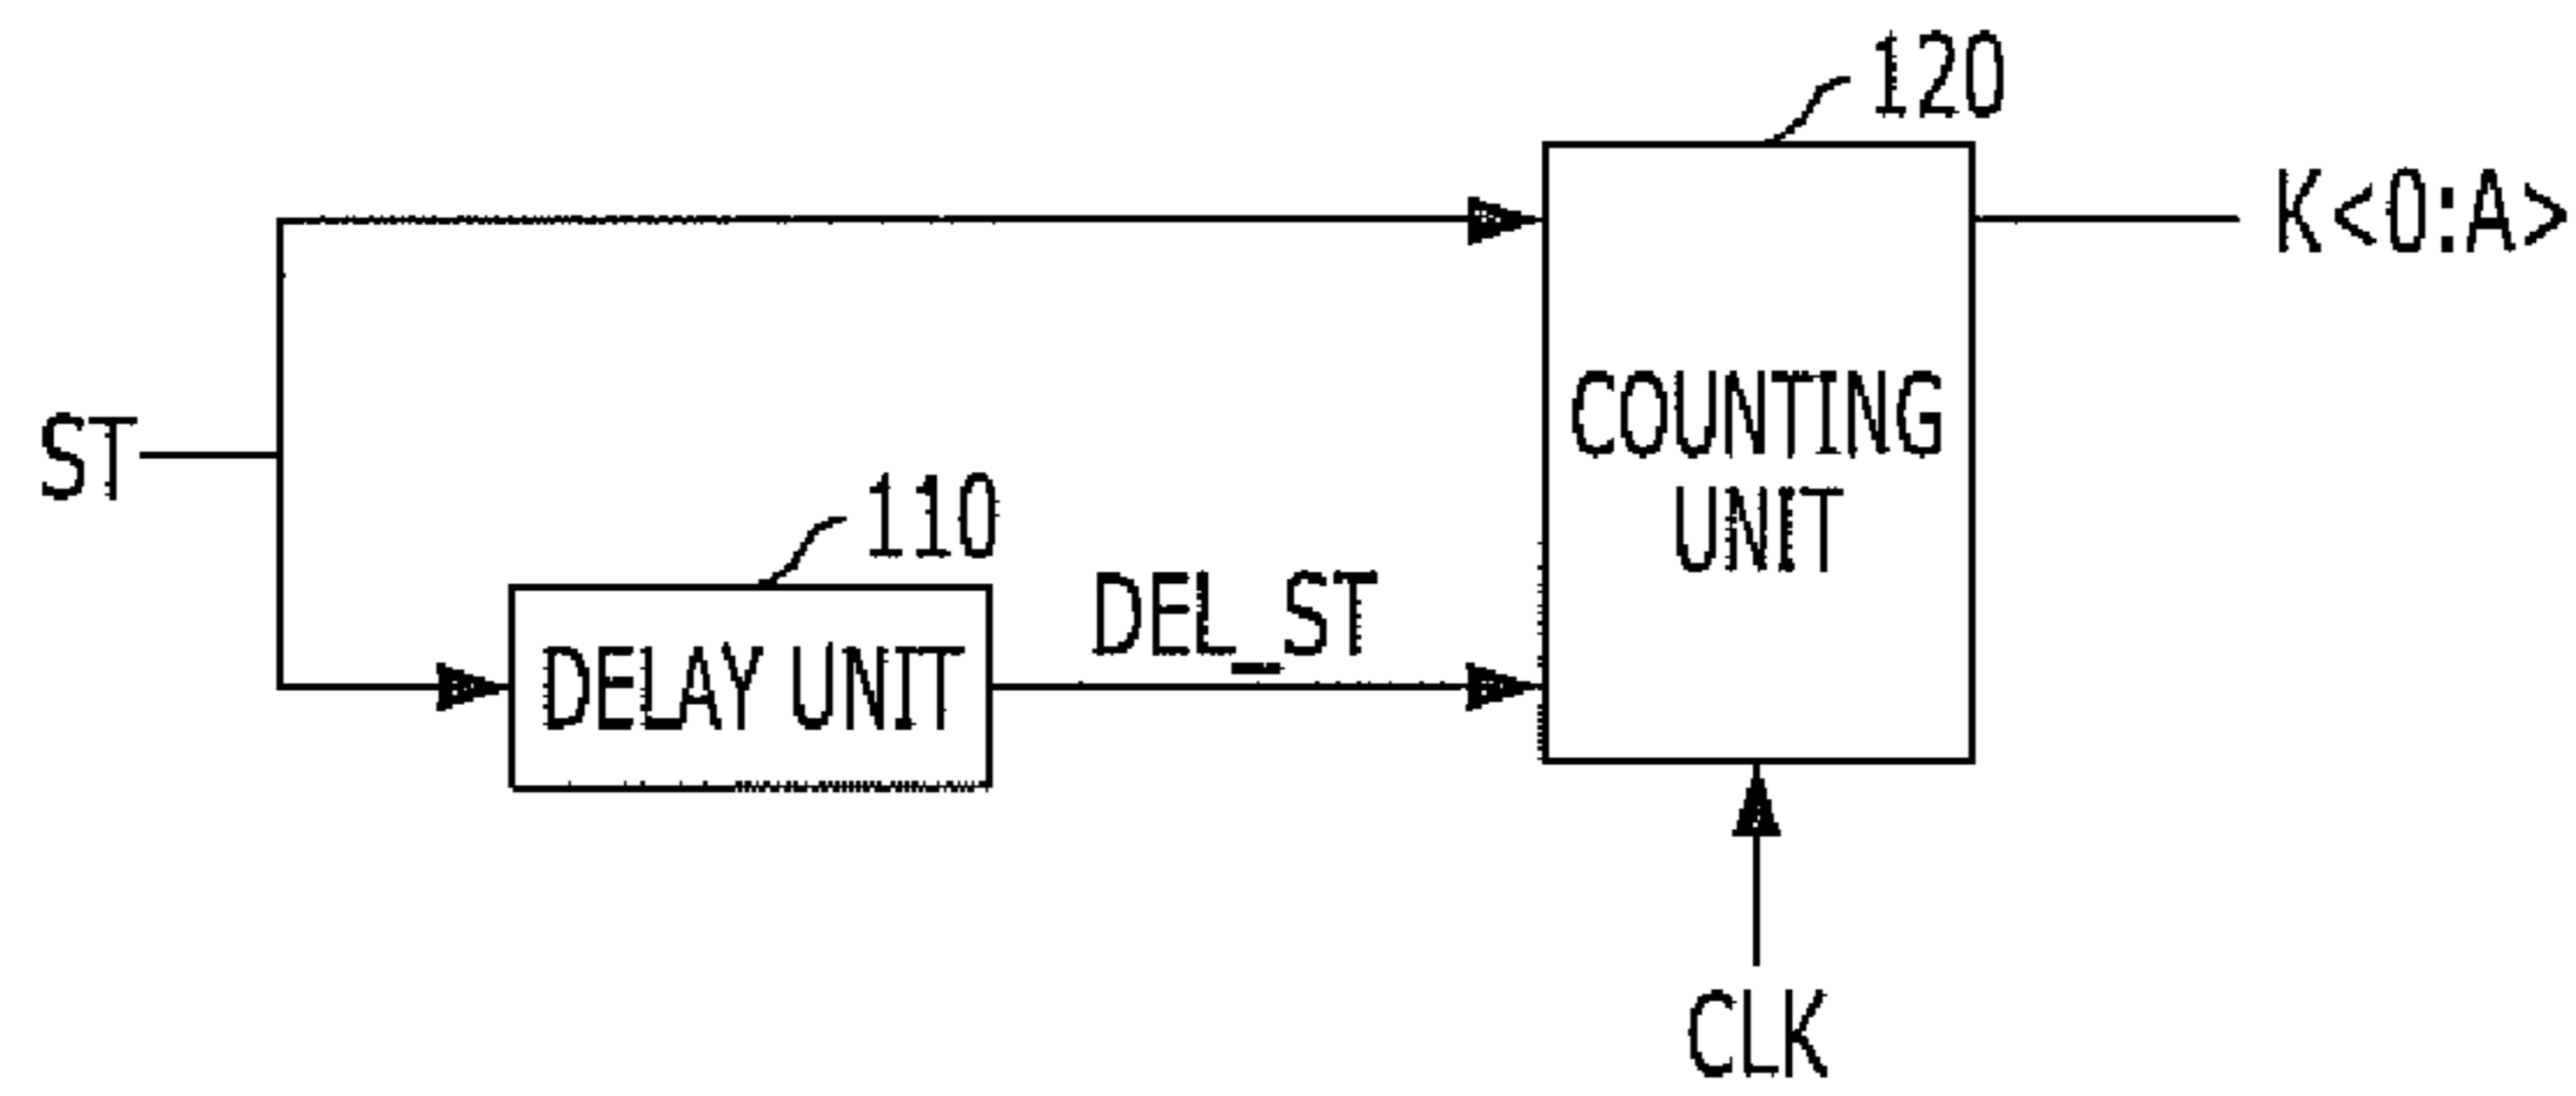 120
K<0:A>
COUNTING
UNIT
ST
110
DEL_ST
DELAY UNIT
CLK